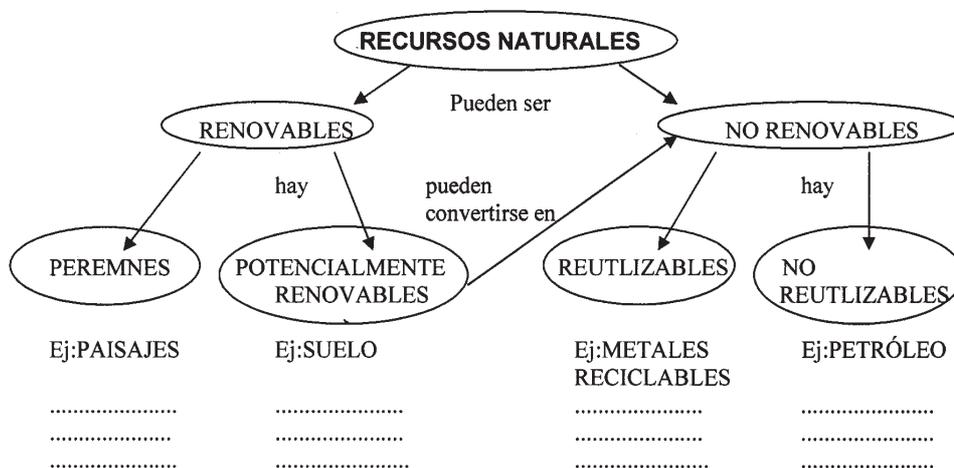 RECURSOS NATURALES
Pueden ser
RENOVABLES
NO RENOVABLES
hay
pueden
convertirse en
hay
PEREMNES
POTENCIALMENTE
RENOVABLES
REUTLIZABLES
NO
REUTLIZABLES
Ej:PAISAJES
Ej:SUELO
Ej:METALES
RECICLABLES
Ej:PETRÓLEO